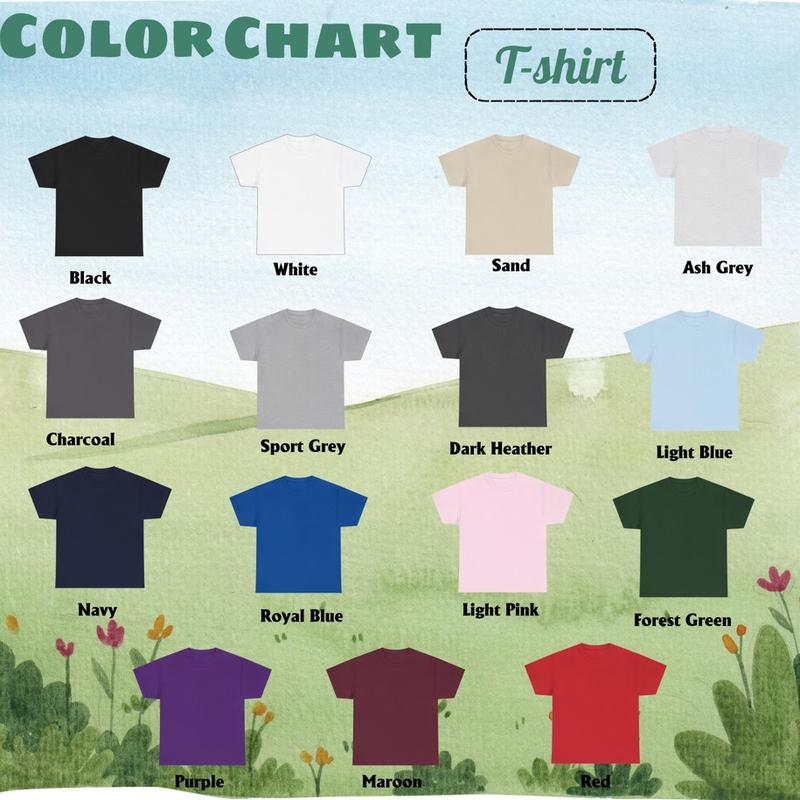 Color Chart
T-shirt
Black
White
Sand
Ash Grey
Charcoal
Sport Grey
Dark Heather
Light Blue
Navy
Royal Blue
Light Pink
Forest Green
Purple
Maroon
Red